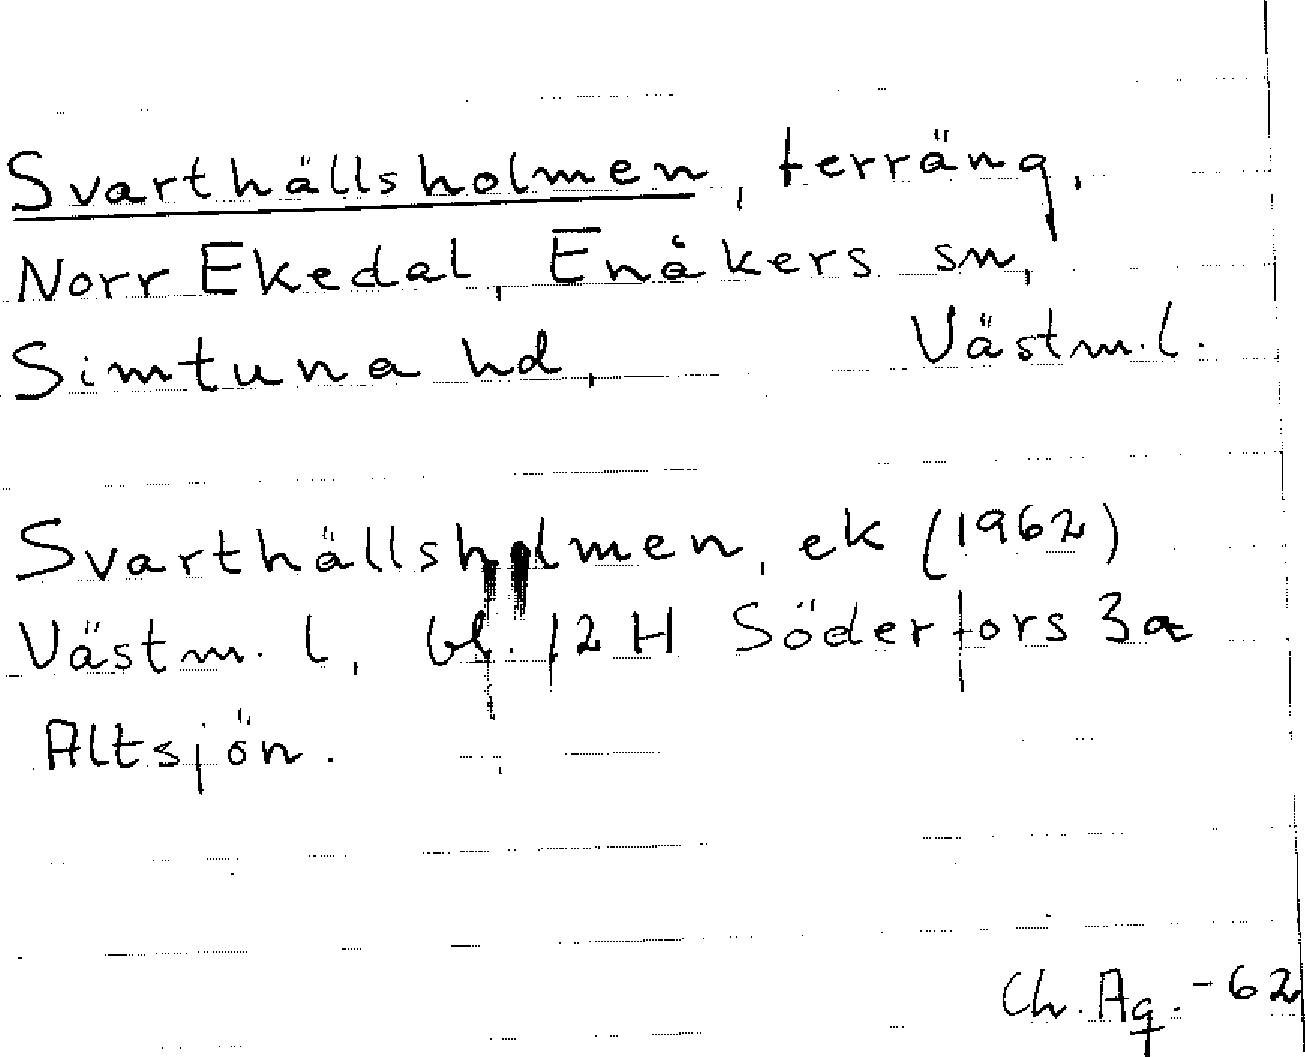 Svarthällsholmen, terräng,
Norr Ekedal, Enåkers sn,
Simtuna hd, Västm.l.
Svarthällsholmen, ek (1962)
Västm. l, bl. 12 H Söderfors 3a
Altsjön.
Ch. Ag. -62